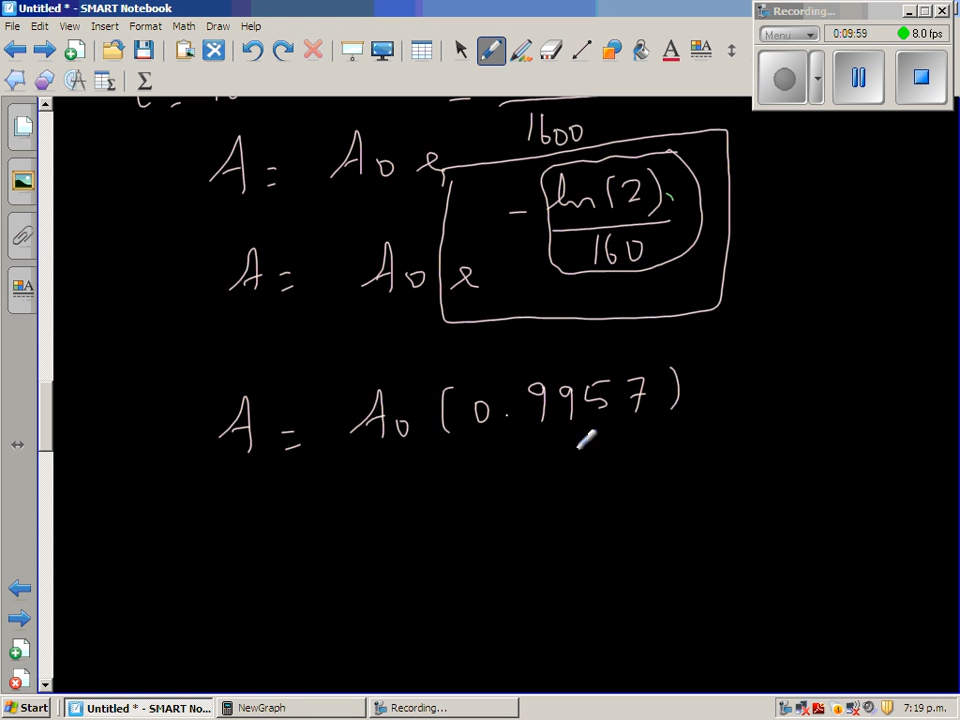 Untitled * - SMART Notebook
File Edit View Insert Format Math Draw Help
Recording...
Menu 0:09:59 8.0 fps
1600
A = A0 e
- ln(2)
160
A = A0 e
A = A0 (0.9957)
Start Untitled * - SMART No... NewGraph Recording... 7:19 p.m.